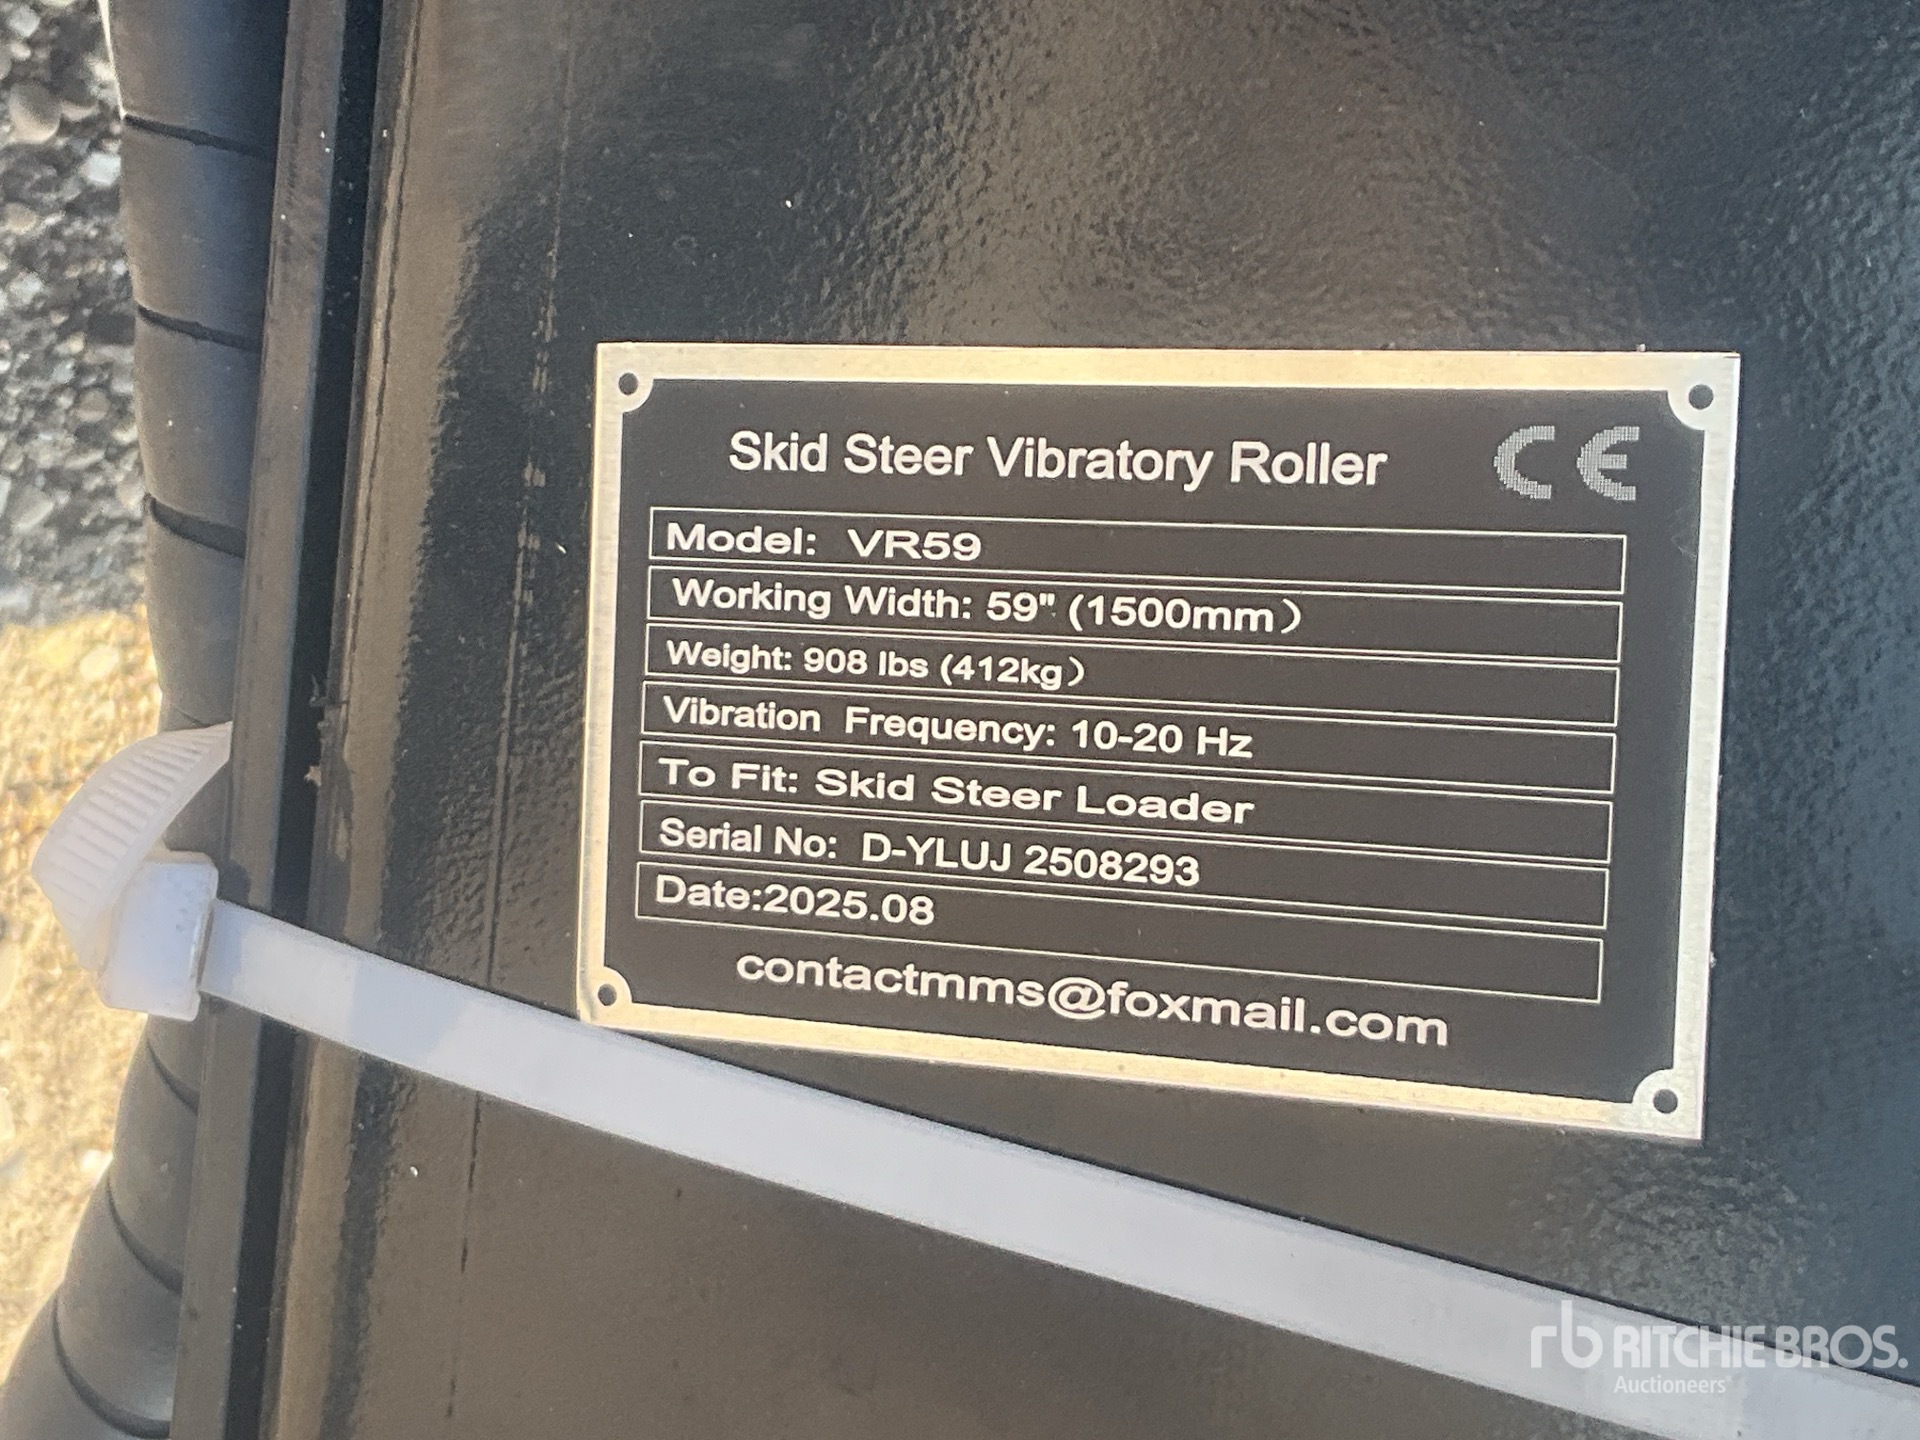 Skid Steer Vibratory Roller CE
Model: VR59
Working Width: 59" (1500mm）
Weight: 908 lbs (412kg）
Vibration Frequency: 10-20 Hz
To Fit: Skid Steer Loader
Serial No: D-YLUJ 2508293
Date:2025.08
contactmms@foxmail.com
rb RITCHIE BROS.
Auctioneers